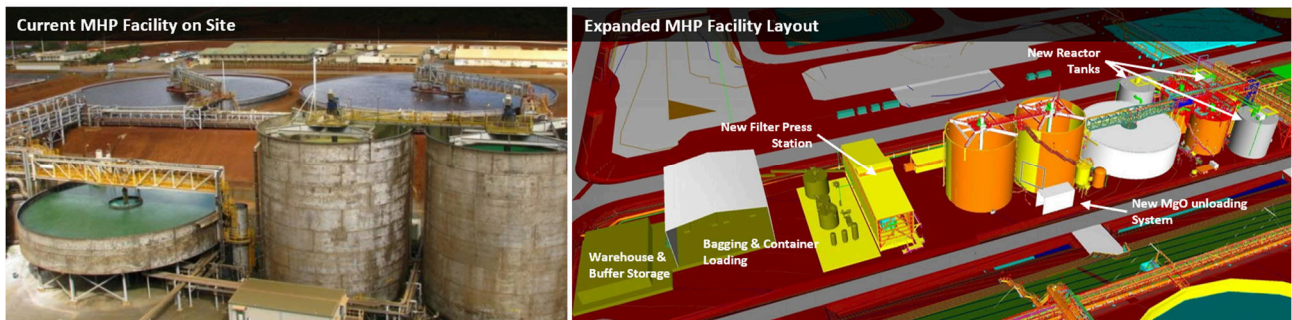 Current MHP Facility on Site
Expanded MHP Facility Layout
New Reactor
Tanks
New Filter Press
Station
New MgO unloading
System
Bagging & Container
Loading
Warehouse &
Buffer Storage